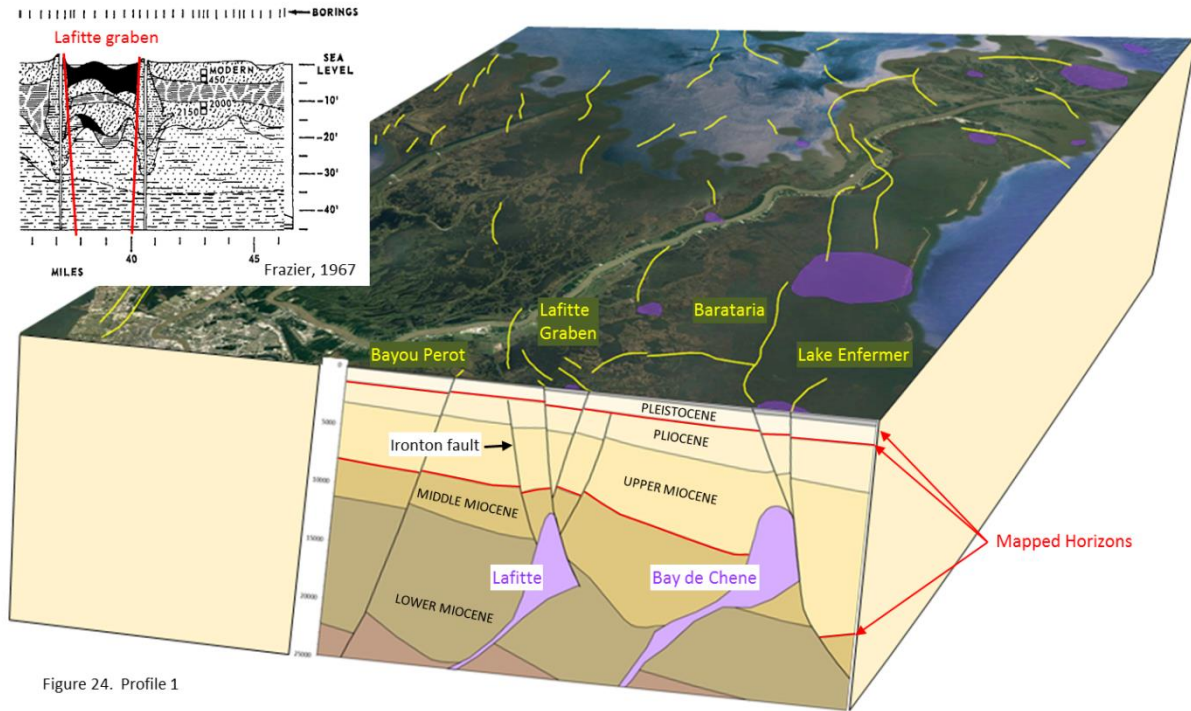 BORINGS
Lafitte graben
SEA
LEVEL
MODERN
450
2000
1150
-10'
-20'
-30'
-40'
40
45
MILES
Frazier, 1967
Lafitte
Graben
Barataria
Bayou Perot
Lake Enfermer
0
PLEISTOCENE
5000
PLIOCENE
Ironton fault
10000
UPPER MIOCENE
MIDDLE MIOCENE
15000
Mapped Horizons
Lafitte
Bay de Chene
20000
LOWER MIOCENE
25000
Figure 24. Profile 1